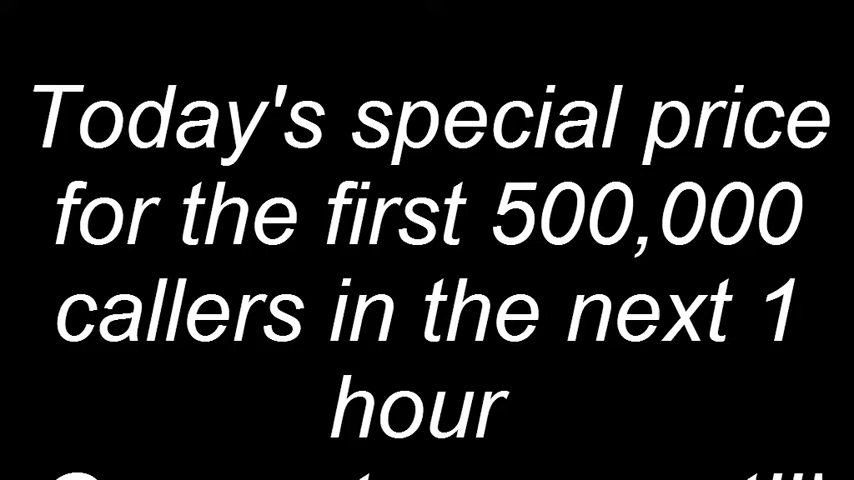 Today's special price
for the first 500,000
callers in the next 1
hour